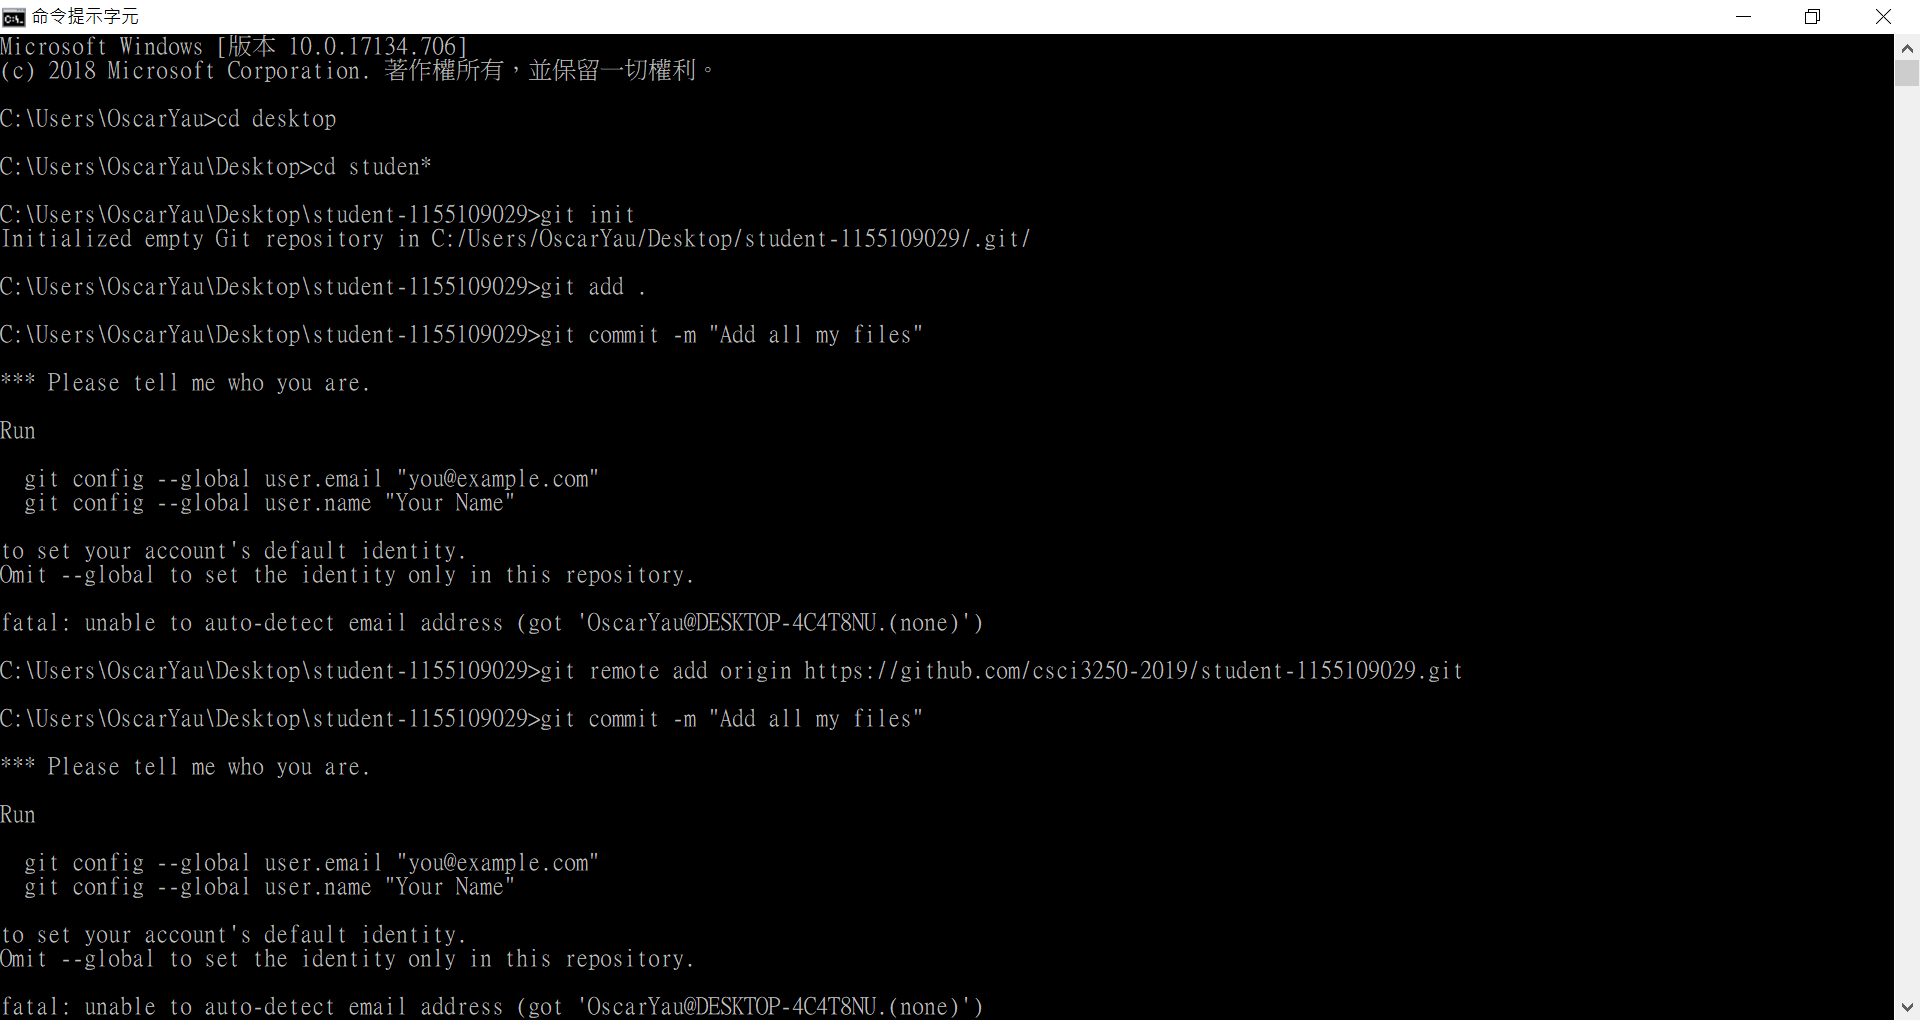 命令提示字元
Microsoft Windows [版本 10.0.17134.706]
(c) 2018 Microsoft Corporation. 著作權所有，並保留一切權利。
C:\Users\OscarYau>cd desktop
C:\Users\OscarYau\Desktop>cd studen*
C:\Users\OscarYau\Desktop\student-1155109029>git init
Initialized empty Git repository in C:/Users/OscarYau/Desktop/student-1155109029/.git/
C:\Users\OscarYau\Desktop\student-1155109029>git add .
C:\Users\OscarYau\Desktop\student-1155109029>git commit -m "Add all my files"
*** Please tell me who you are.
Run
  git config --global user.email "you@example.com"
  git config --global user.name "Your Name"
to set your account's default identity.
Omit --global to set the identity only in this repository.
fatal: unable to auto-detect email address (got 'OscarYau@DESKTOP-4C4T8NU.(none)')
C:\Users\OscarYau\Desktop\student-1155109029>git remote add origin https://github.com/csci3250-2019/student-1155109029.git
C:\Users\OscarYau\Desktop\student-1155109029>git commit -m "Add all my files"
*** Please tell me who you are.
Run
  git config --global user.email "you@example.com"
  git config --global user.name "Your Name"
to set your account's default identity.
Omit --global to set the identity only in this repository.
fatal: unable to auto-detect email address (got 'OscarYau@DESKTOP-4C4T8NU.(none)')